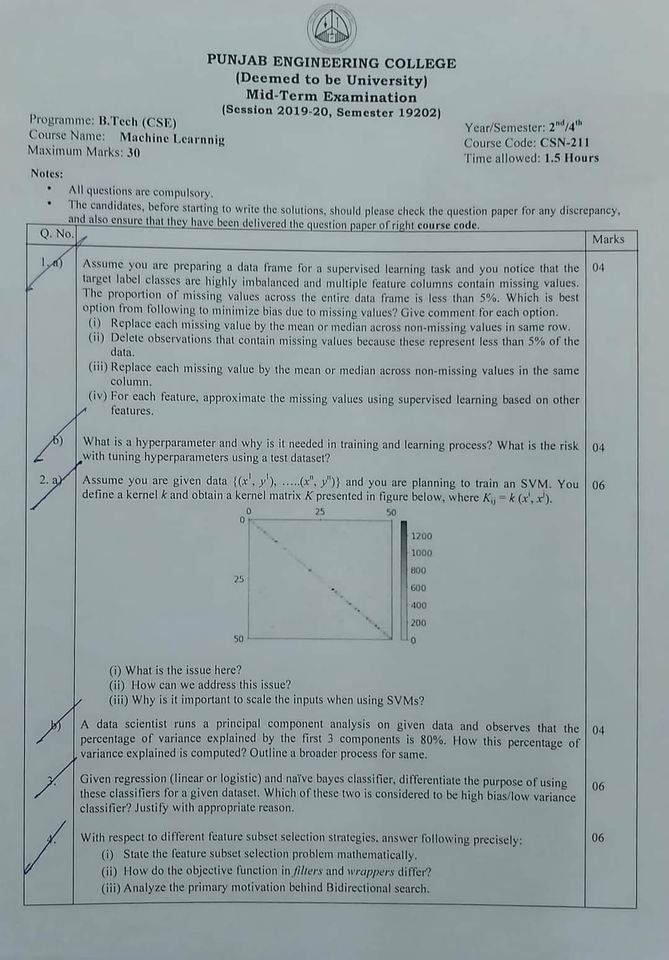 PUNJAB ENGINEERING COLLEGE
(Deemed to be University)
Mid-Term Examination
(Session 2019-20, Semester 19202)
Programme: B.Tech (CSE)
Course Name: Machine Learnnig
Maximum Marks: 30
Year/Semester: 2nd/4th
Course Code: CSN-211
Time allowed: 1.5 Hours
Notes:
• All questions are compulsory.
• The candidates, before starting to write the solutions, should please check the question paper for any discrepancy,
and also ensure that they have been delivered the question paper of right course code.
Q. No. Marks
1. a) Assume you are preparing a data frame for a supervised learning task and you notice that the 04
target label classes are highly imbalanced and multiple feature columns contain missing values.
The proportion of missing values across the entire data frame is less than 5%. Which is best
option from following to minimize bias due to missing values? Give comment for each option.
(i) Replace each missing value by the mean or median across non-missing values in same row.
(ii) Delete observations that contain missing values because these represent less than 5% of the
data.
(iii) Replace each missing value by the mean or median across non-missing values in the same
column.
(iv) For each feature, approximate the missing values using supervised learning based on other
features.
b) What is a hyperparameter and why is it needed in training and learning process? What is the risk 04
with tuning hyperparameters using a test dataset?
2. a) Assume you are given data {(x¹, y¹), …..(xⁿ, yⁿ)} and you are planning to train an SVM. You 06
define a kernel k and obtain a kernel matrix K presented in figure below, where Kij = k (xⁱ, xʲ).
0 25 50
0
25
50
1200
1000
800
600
400
200
0
(i) What is the issue here?
(ii) How can we address this issue?
(iii) Why is it important to scale the inputs when using SVMs?
b) A data scientist runs a principal component analysis on given data and observes that the 04
percentage of variance explained by the first 3 components is 80%. How this percentage of
variance explained is computed? Outline a broader process for same.
3. Given regression (linear or logistic) and naïve bayes classifier, differentiate the purpose of using 06
these classifiers for a given dataset. Which of these two is considered to be high bias/low variance
classifier? Justify with appropriate reason.
4. With respect to different feature subset selection strategies, answer following precisely: 06
(i) State the feature subset selection problem mathematically.
(ii) How do the objective function in filters and wrappers differ?
(iii) Analyze the primary motivation behind Bidirectional search.